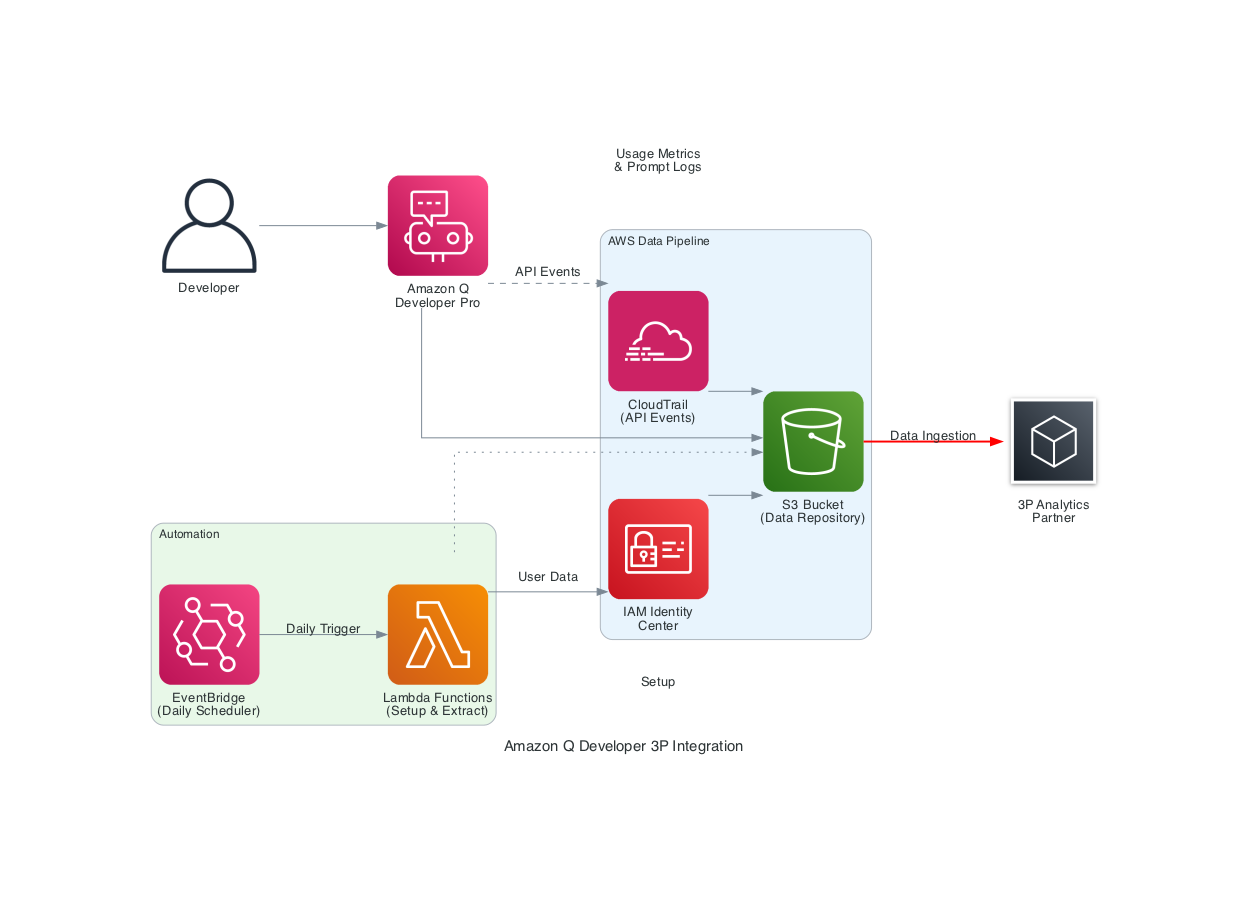 Usage Metrics
& Prompt Logs
AWS Data Pipeline
API Events
Developer
Amazon Q
Developer Pro
CloudTrail
(API Events)
Data Ingestion
S3 Bucket
(Data Repository)
3P Analytics
Partner
Automation
User Data
IAM Identity
Center
Daily Trigger
EventBridge
(Daily Scheduler)
Lambda Functions
(Setup & Extract)
Setup
Amazon Q Developer 3P Integration